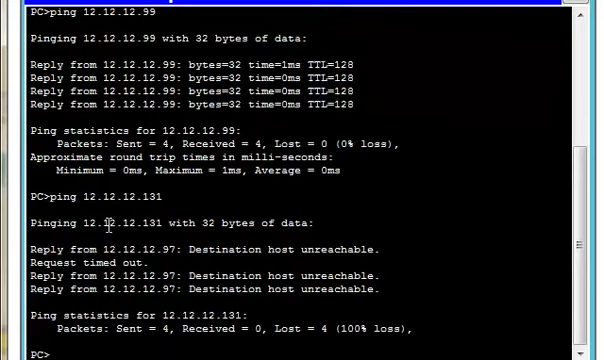 PC>ping 12.12.12.99
Pinging 12.12.12.99 with 32 bytes of data:
Reply from 12.12.12.99: bytes=32 time=1ms TTL=128
Reply from 12.12.12.99: bytes=32 time=0ms TTL=128
Reply from 12.12.12.99: bytes=32 time=0ms TTL=128
Reply from 12.12.12.99: bytes=32 time=0ms TTL=128
Ping statistics for 12.12.12.99:
Packets: Sent = 4, Received = 4, Lost = 0 (0% loss),
Approximate round trip times in milli-seconds:
Minimum = 0ms, Maximum = 1ms, Average = 0ms
PC>ping 12.12.12.131
Pinging 12.12.12.131 with 32 bytes of data:
Reply from 12.12.12.97: Destination host unreachable.
Request timed out.
Reply from 12.12.12.97: Destination host unreachable.
Reply from 12.12.12.97: Destination host unreachable.
Ping statistics for 12.12.12.131:
Packets: Sent = 4, Received = 0, Lost = 4 (100% loss),
PC>